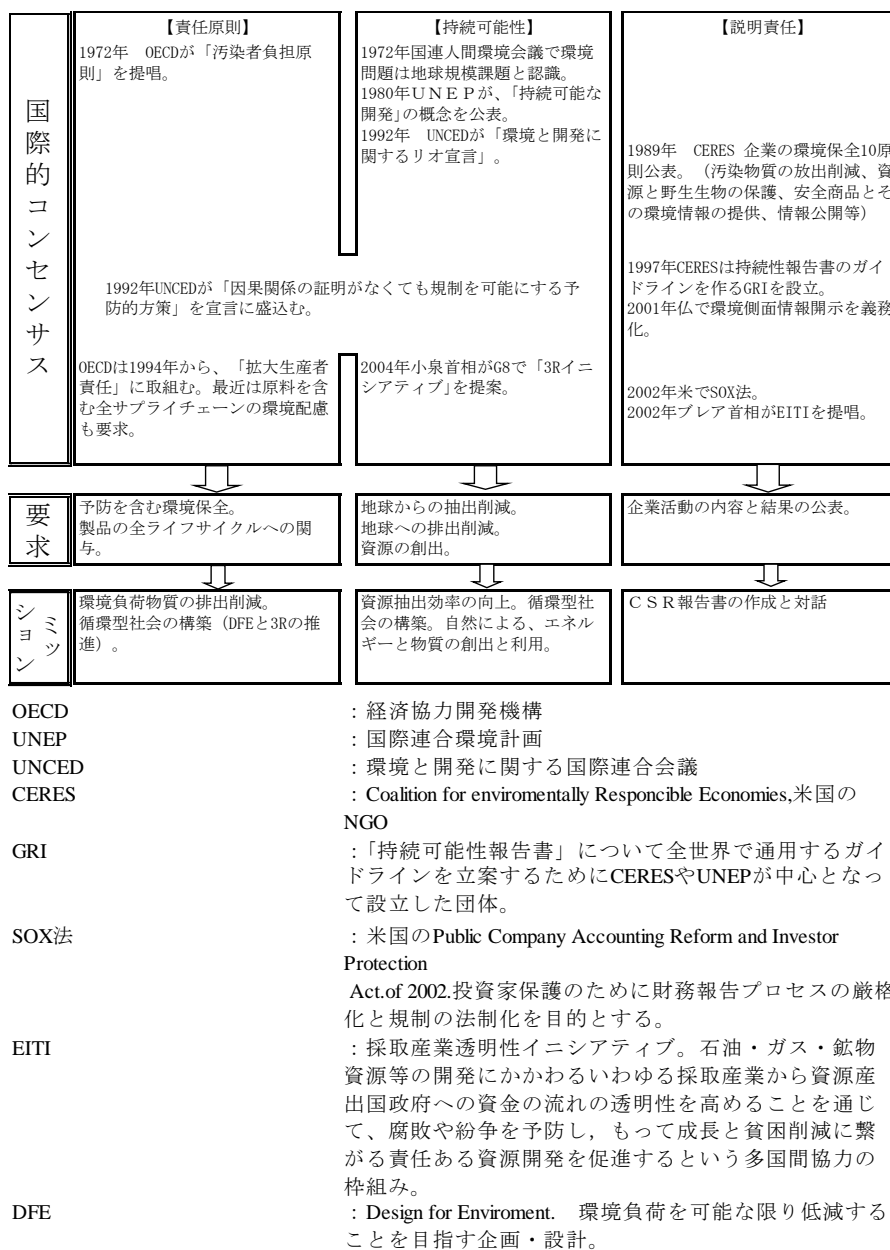 【責任原則】
1972年　OECDが「汚染者負担原
則」を提唱。
【持続可能性】
1972年国連人間環境会議で環境
問題は地球規模課題と認識。
1980年ＵＮＥＰが、「持続可能な
開発」の概念を公表。
1992年　UNCEDが「環境と開発に
関するリオ宣言」。
【説明責任】
1989年　CERES 企業の環境保全10原
則公表。（汚染物質の放出削減、資
源と野生生物の保護、安全商品とそ
の環境情報の提供、情報公開等）
1997年CERESは持続性報告書のガイ
ドラインを作るGRIを設立。
2001年仏で環境側面情報開示を義務
化。
2002年米でSOX法。
2002年ブレア首相がEITIを提唱。
国際的コンセンサス
1992年UNCEDが「因果関係の証明がなくても規制を可能にする予
防的方策」を宣言に盛込む。
OECDは1994年から、「拡大生産者
責任」に取組む。最近は原料を含
む全サプライチェーンの環境配慮
も要求。
2004年小泉首相がG8で「3Rイニ
シアティブ」を提案。
要求
予防を含む環境保全。
製品の全ライフサイクルへの関
与。
地球からの抽出削減。
地球への排出削減。
資源の創出。
企業活動の内容と結果の公表。
ミッ
ション
環境負荷物質の排出削減。
循環型社会の構築（DFEと3Rの推
進）。
資源抽出効率の向上。循環型社
会の構築。自然による、エネル
ギーと物質の創出と利用。
ＣＳＲ報告書の作成と対話
OECD：経済協力開発機構
UNEP：国際連合環境計画
UNCED：環境と開発に関する国際連合会議
CERES：Coalition for enviromentally Responcible Economies,米国の
NGO
GRI：「持続可能性報告書」について全世界で通用するガイ
ドラインを立案するためにCERESやUNEPが中心となっ
て設立した団体。
SOX法：米国のPublic Company Accounting Reform and Investor
Protection
Act.of 2002.投資家保護のために財務報告プロセスの厳格
化と規制の法制化を目的とする。
EITI：採取産業透明性イニシアティブ。石油・ガス・鉱物
資源等の開発にかかわるいわゆる採取産業から資源産
出国政府への資金の流れの透明性を高めることを通じ
て、腐敗や紛争を予防し，もって成長と貧困削減に繋
がる責任ある資源開発を促進するという多国間協力の
枠組み。
DFE：Design for Enviroment.　環境負荷を可能な限り低減する
ことを目指す企画・設計。